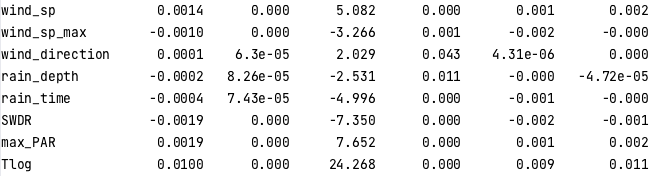 wind_sp 0.0014 0.000 5.082 0.000 0.001 0.002
wind_sp_max -0.0010 0.000 -3.266 0.001 -0.002 -0.000
wind_direction 0.0001 6.3e-05 2.029 0.043 4.31e-06 0.000
rain_depth -0.0002 8.26e-05 -2.531 0.011 -0.000 -4.72e-05
rain_time -0.0004 7.43e-05 -4.996 0.000 -0.001 -0.000
SWDR -0.0019 0.000 -7.350 0.000 -0.002 -0.001
max_PAR 0.0019 0.000 7.652 0.000 0.001 0.002
Tlog 0.0100 0.000 24.268 0.000 0.009 0.011